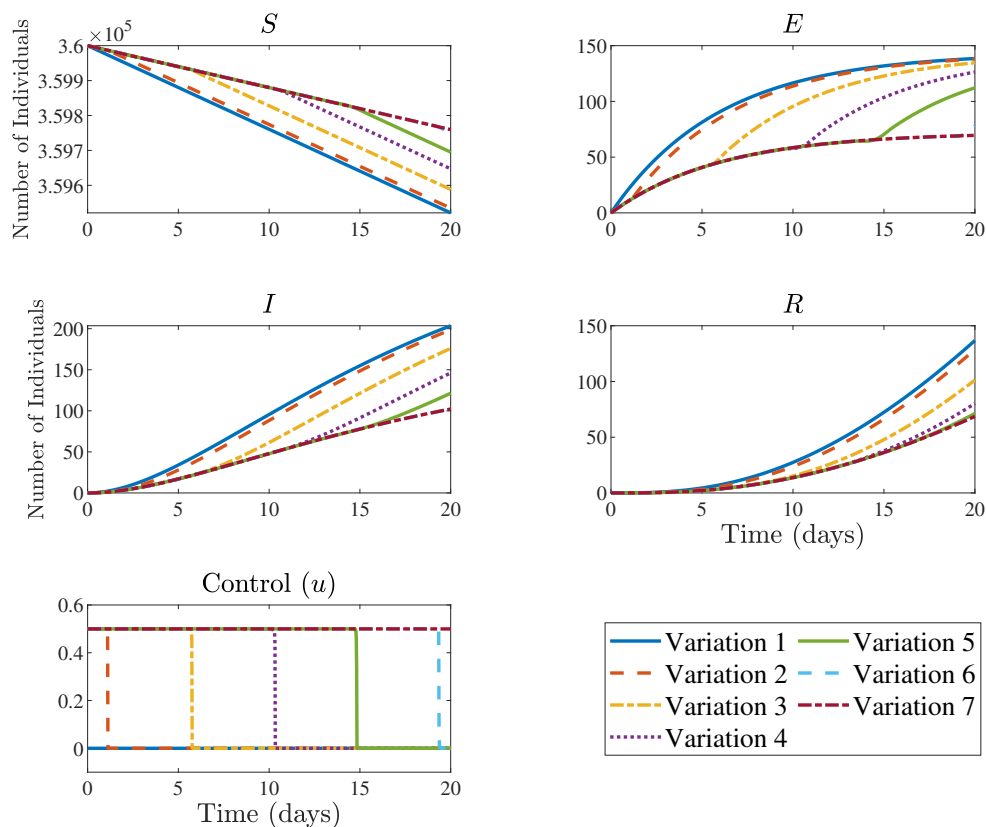 S
×10^5
Number of Individuals
3.6
3.599
3.598
3.597
3.596
0 5 10 15 20
E
150
100
50
0
0 5 10 15 20
I
Number of Individuals
200
150
100
50
0
0 5 10 15 20
R
150
100
50
0
0 5 10 15 20
Time (days)
Control (u)
0.6
0.4
0.2
0
0 5 10 15 20
Time (days)
Variation 1
Variation 2
Variation 3
Variation 4
Variation 5
Variation 6
Variation 7